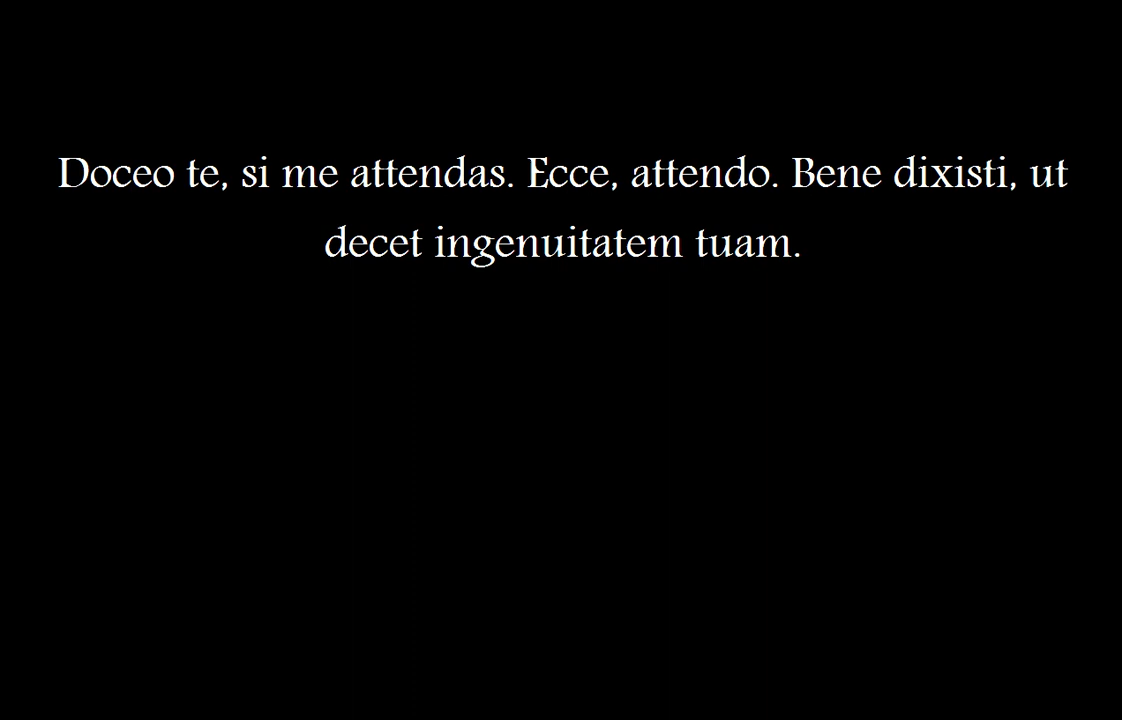 Doceo te, si me attendas. Ecce, attendo. Bene dixisti, ut
decet ingenuitatem tuam.